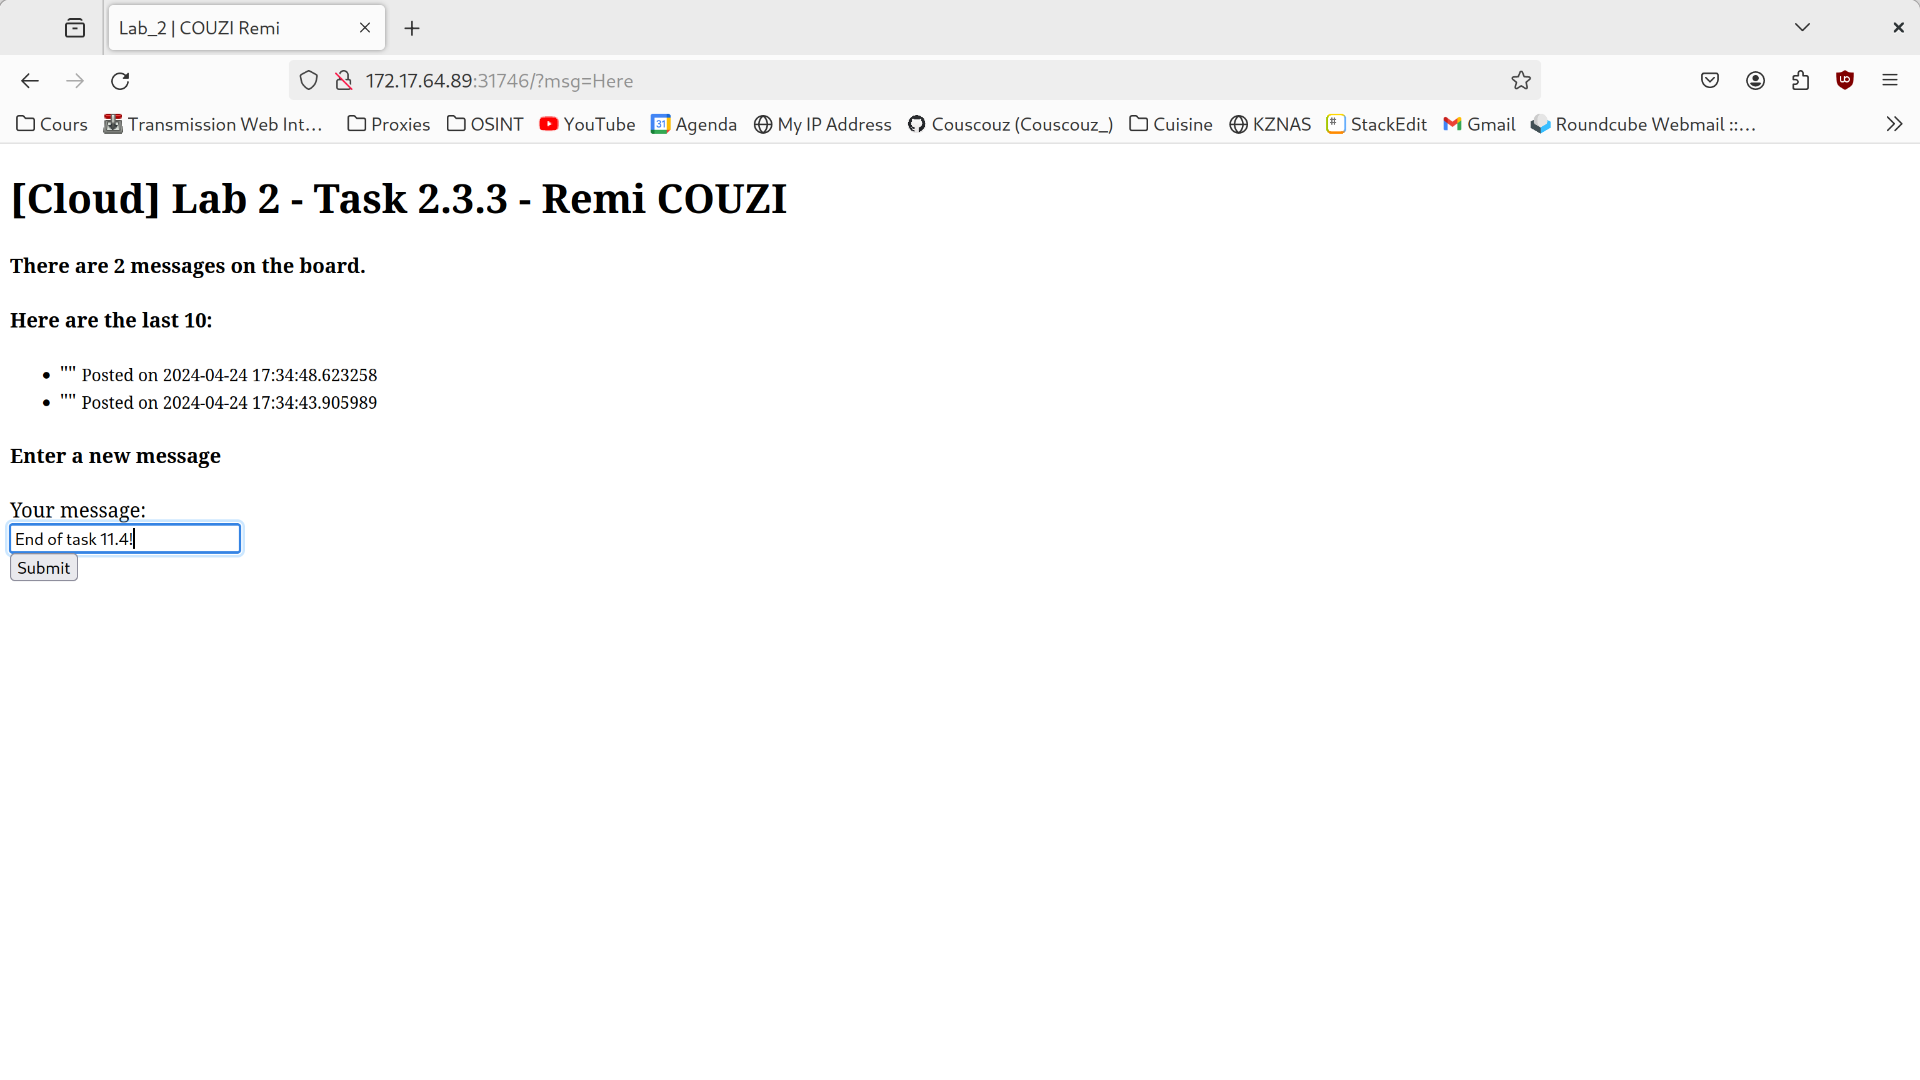 Lab_2 | COUZI Remi
172.17.64.89:31746/?msg=Here
Cours Transmission Web Int… Proxies OSINT YouTube 31 Agenda My IP Address Couscouz (Couscouz_) Cuisine KZNAS # StackEdit Gmail Roundcube Webmail ::…
[Cloud] Lab 2 - Task 2.3.3 - Remi COUZI
There are 2 messages on the board.
Here are the last 10:
• "" Posted on 2024-04-24 17:34:48.623258
• "" Posted on 2024-04-24 17:34:43.905989
Enter a new message
Your message:
End of task 11.4!
Submit